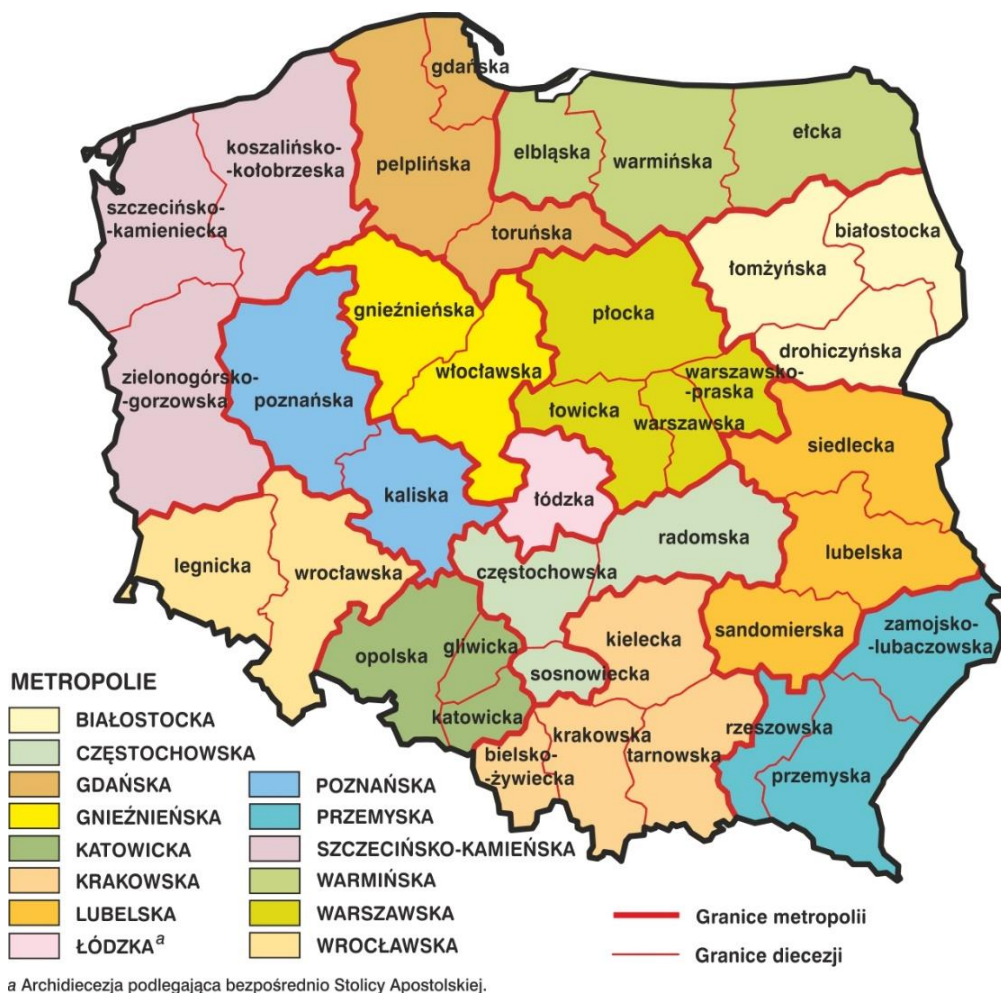 gdańska
koszalińsko-
-kołobrzeska
pelplińska
elbląska
warmińska
ełcka
szczecińsko-
-kamieniecka
toruńska
białostocka
łomżyńska
gnieźnieńska
płocka
drohiczyńska
włocławska
warszawsko-
-praska
zielonogórsko-
-gorzowska
poznańska
łowicka
warszawska
siedlecka
kaliska
łódzka
radomska
lubelska
legnicka
wrocławska
częstochowska
kielecka
sandomierska
zamojsko-
-lubaczowska
opolska
gliwicka
sosnowiecka
katowicka
krakowska
tarnowska
rzeszowska
bielsko-
-żywiecka
przemyska
METROPOLIE
BIAŁOSTOCKA
CZĘSTOCHOWSKA
GDAŃSKA
GNIEŹNIEŃSKA
KATOWICKA
KRAKOWSKA
LUBELSKA
ŁÓDZKA a
POZNAŃSKA
PRZEMYSKA
SZCZECIŃSKO-KAMIEŃSKA
WARMIŃSKA
WARSZAWSKA
WROCŁAWSKA
Granice metropolii
Granice diecezji
a Archidiecezja podlegająca bezpośrednio Stolicy Apostolskiej.